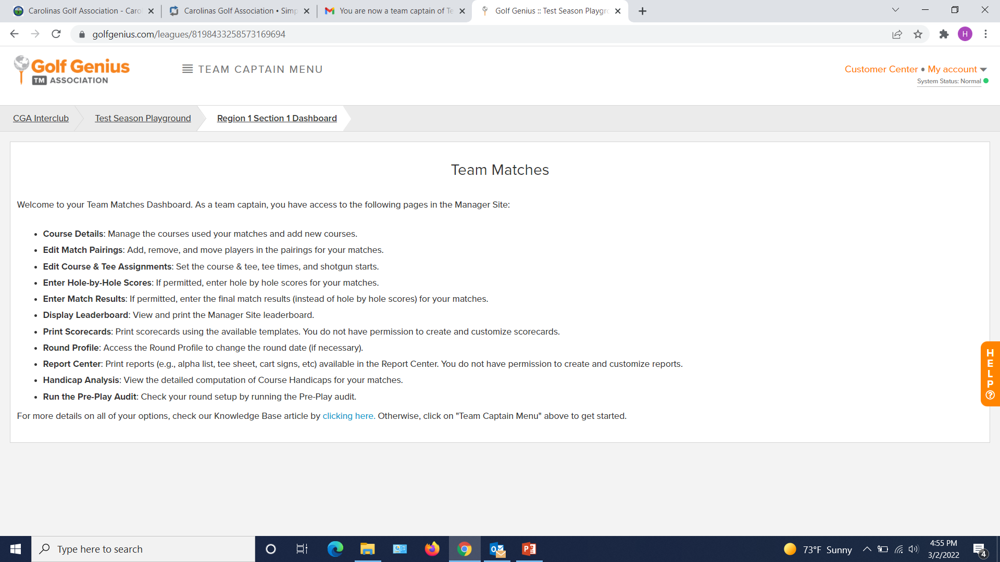 Carolinas Golf Association - Caro
Carolinas Golf Association • Simp
You are now a team captain of Te
Golf Genius :: Test Season Playgro
golfgenius.com/leagues/8198433258573169694
H
Golf Genius
TM ASSOCIATION
TEAM CAPTAIN MENU
Customer Center • My account
System Status: Normal
CGA Interclub
Test Season Playground
Region 1 Section 1 Dashboard
Team Matches
Welcome to your Team Matches Dashboard. As a team captain, you have access to the following pages in the Manager Site:
• Course Details: Manage the courses used your matches and add new courses.
• Edit Match Pairings: Add, remove, and move players in the pairings for your matches.
• Edit Course & Tee Assignments: Set the course & tee, tee times, and shotgun starts.
• Enter Hole-by-Hole Scores: If permitted, enter hole by hole scores for your matches.
• Enter Match Results: If permitted, enter the final match results (instead of hole by hole scores) for your matches.
• Display Leaderboard: View and print the Manager Site leaderboard.
• Print Scorecards: Print scorecards using the available templates. You do not have permission to create and customize scorecards.
• Round Profile: Access the Round Profile to change the round date (if necessary).
• Report Center: Print reports (e.g., alpha list, tee sheet, cart signs, etc) available in the Report Center. You do not have permission to create and customize reports.
• Handicap Analysis: View the detailed computation of Course Handicaps for your matches.
• Run the Pre-Play Audit: Check your round setup by running the Pre-Play audit.
For more details on all of your options, check our Knowledge Base article by clicking here. Otherwise, click on "Team Captain Menu" above to get started.
HELP?
Type here to search
73°F Sunny
4:55 PM
3/2/2022
4